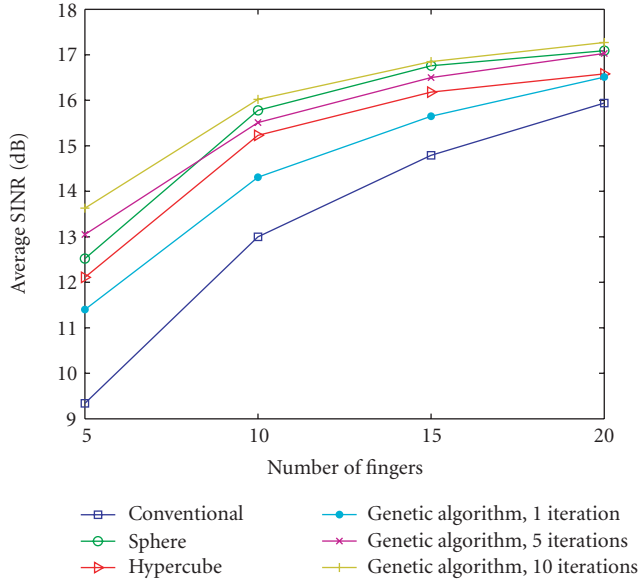 18
17
16
15
14
13
12
11
10
9
Average SINR (dB)
5 10 15 20
Number of fingers
Conventional
Sphere
Hypercube
Genetic algorithm, 1 iteration
Genetic algorithm, 5 iterations
Genetic algorithm, 10 iterations